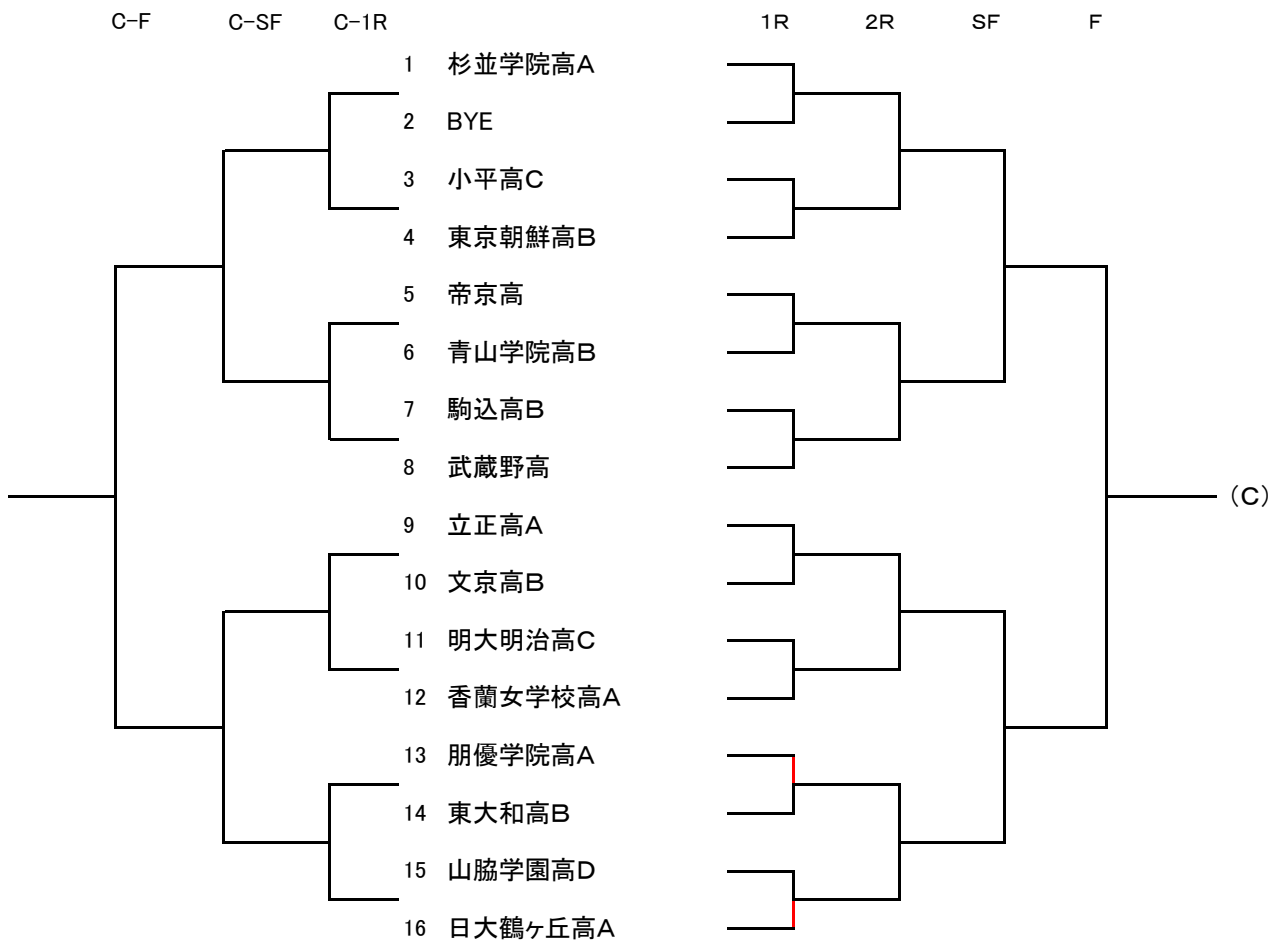 C-F C-SF C-1R 1R 2R SF F
1 杉並学院高A
2 BYE
3 小平高C
4 東京朝鮮高B
5 帝京高
6 青山学院高B
7 駒込高B
8 武蔵野高
(C)
9 立正高A
10 文京高B
11 明大明治高C
12 香蘭女学校高A
13 朋優学院高A
14 東大和高B
15 山脇学園高D
16 日大鶴ヶ丘高A